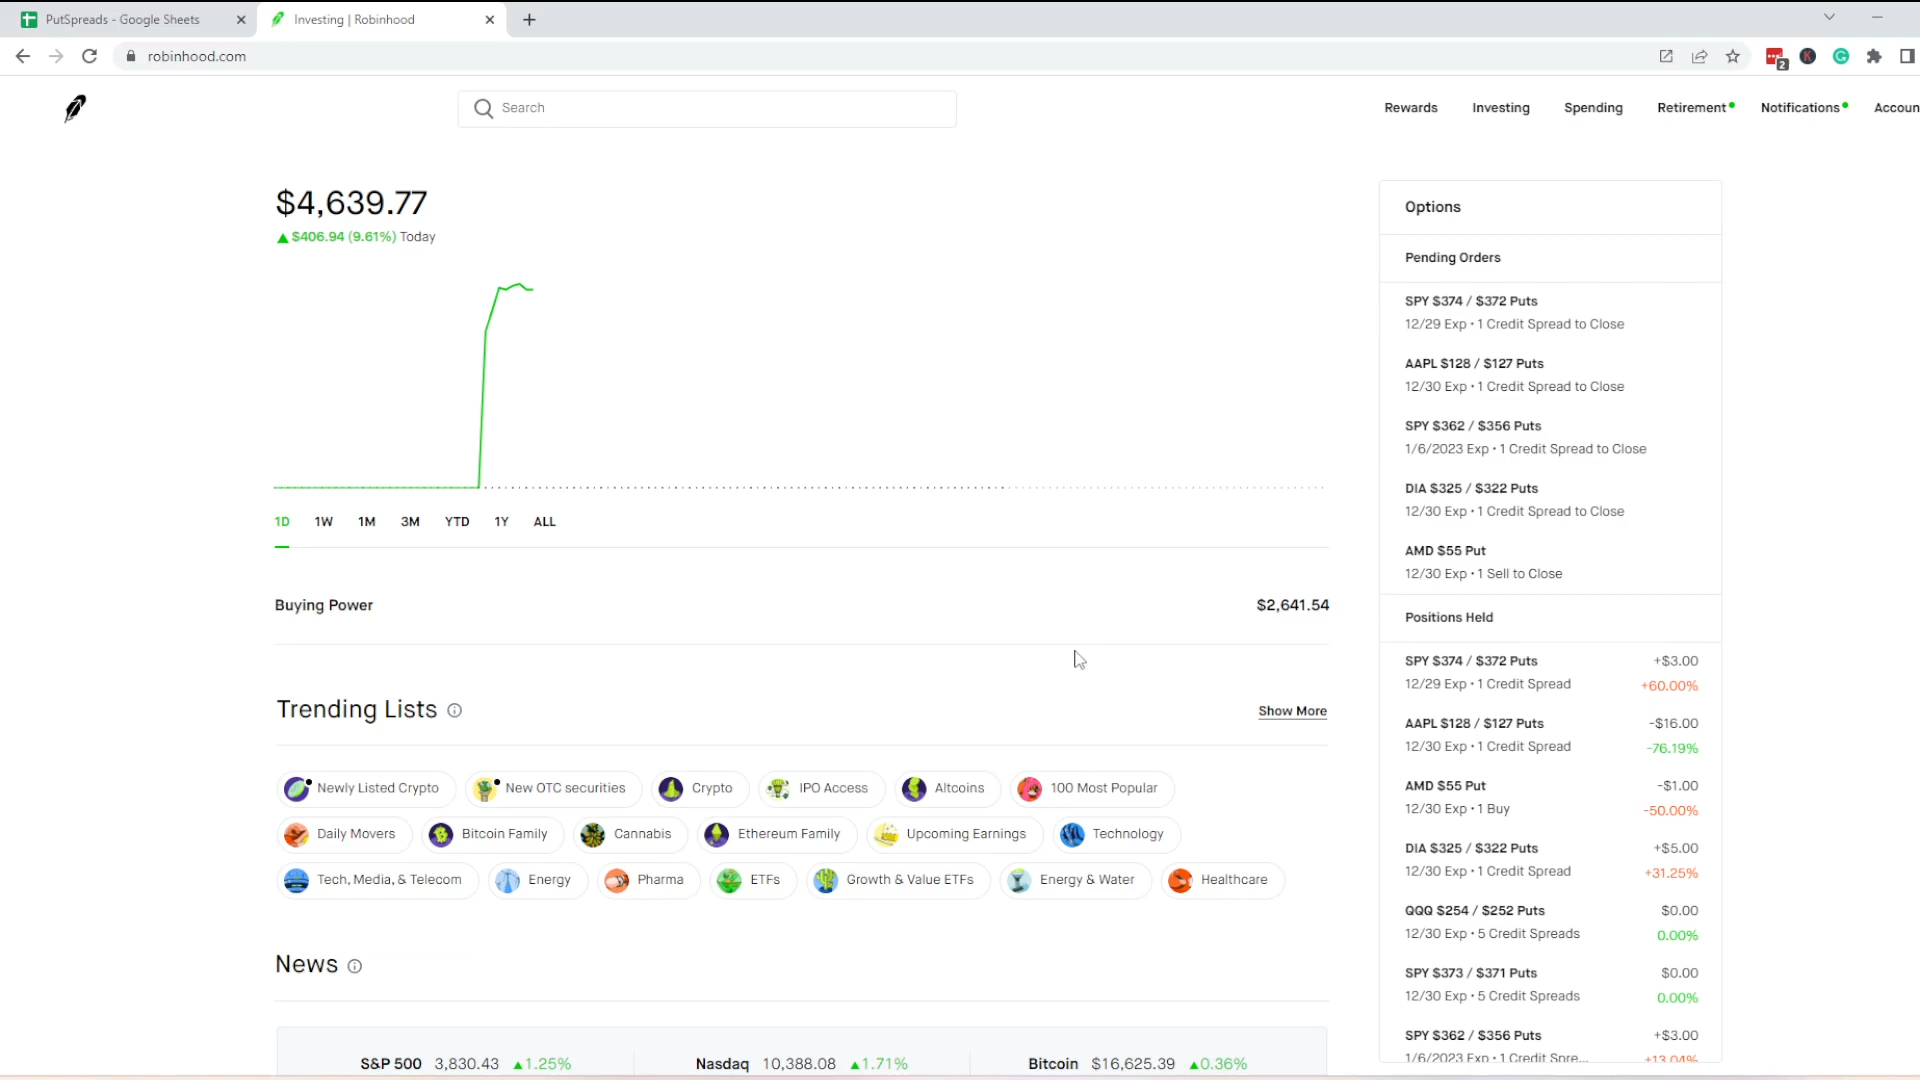 PutSpreads - Google Sheets
Investing | Robinhood
robinhood.com
2
K
G
Search
Rewards
Investing
Spending
Retirement
Notifications
Accoun
$4,639.77
$406.94 (9.61%) Today
1D
1W
1M
3M
YTD
1Y
ALL
Buying Power
$2,641.54
Trending Lists
Show More
Newly Listed Crypto
New OTC securities
Crypto
IPO Access
Altcoins
100 Most Popular
Daily Movers
Bitcoin Family
Cannabis
Ethereum Family
Upcoming Earnings
Technology
Tech, Media, & Telecom
Energy
Pharma
ETFs
Growth & Value ETFs
Energy & Water
Healthcare
News
S&P 500 3,830.43 ▲1.25%
Nasdaq 10,388.08 ▲1.71%
Bitcoin $16,625.39 ▲0.36%
Options
Pending Orders
SPY $374 / $372 Puts
12/29 Exp • 1 Credit Spread to Close
AAPL $128 / $127 Puts
12/30 Exp • 1 Credit Spread to Close
SPY $362 / $356 Puts
1/6/2023 Exp • 1 Credit Spread to Close
DIA $325 / $322 Puts
12/30 Exp • 1 Credit Spread to Close
AMD $55 Put
12/30 Exp • 1 Sell to Close
Positions Held
SPY $374 / $372 Puts +$3.00
12/29 Exp • 1 Credit Spread +60.00%
AAPL $128 / $127 Puts -$16.00
12/30 Exp • 1 Credit Spread -76.19%
AMD $55 Put -$1.00
12/30 Exp • 1 Buy -50.00%
DIA $325 / $322 Puts +$5.00
12/30 Exp • 1 Credit Spread +31.25%
QQQ $254 / $252 Puts $0.00
12/30 Exp • 5 Credit Spreads 0.00%
SPY $373 / $371 Puts $0.00
12/30 Exp • 5 Credit Spreads 0.00%
SPY $362 / $356 Puts +$3.00
1/6/2023 Exp • 1 Credit Spre... +13.04%